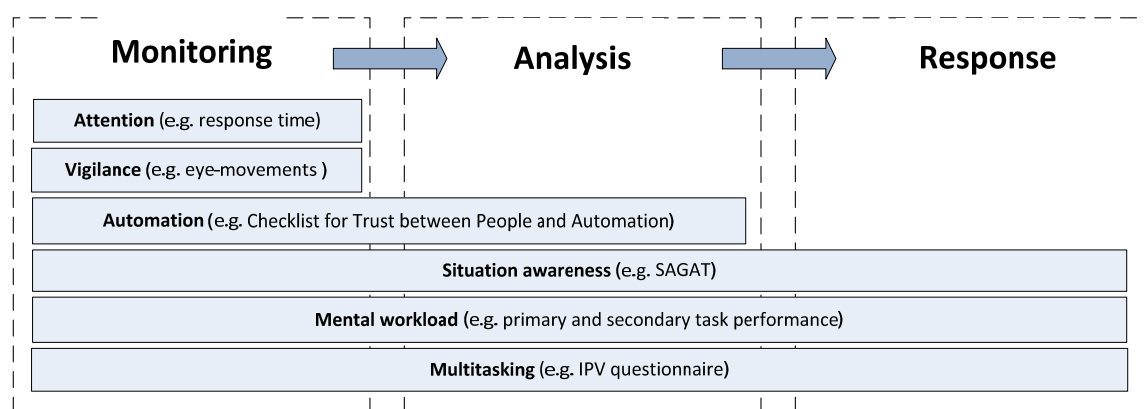 Monitoring
Analysis
Response
Attention (e.g. response time)
Vigilance (e.g. eye-movements )
Automation (e.g. Checklist for Trust between People and Automation)
Situation awareness (e.g. SAGAT)
Mental workload (e.g. primary and secondary task performance)
Multitasking (e.g. IPV questionnaire)